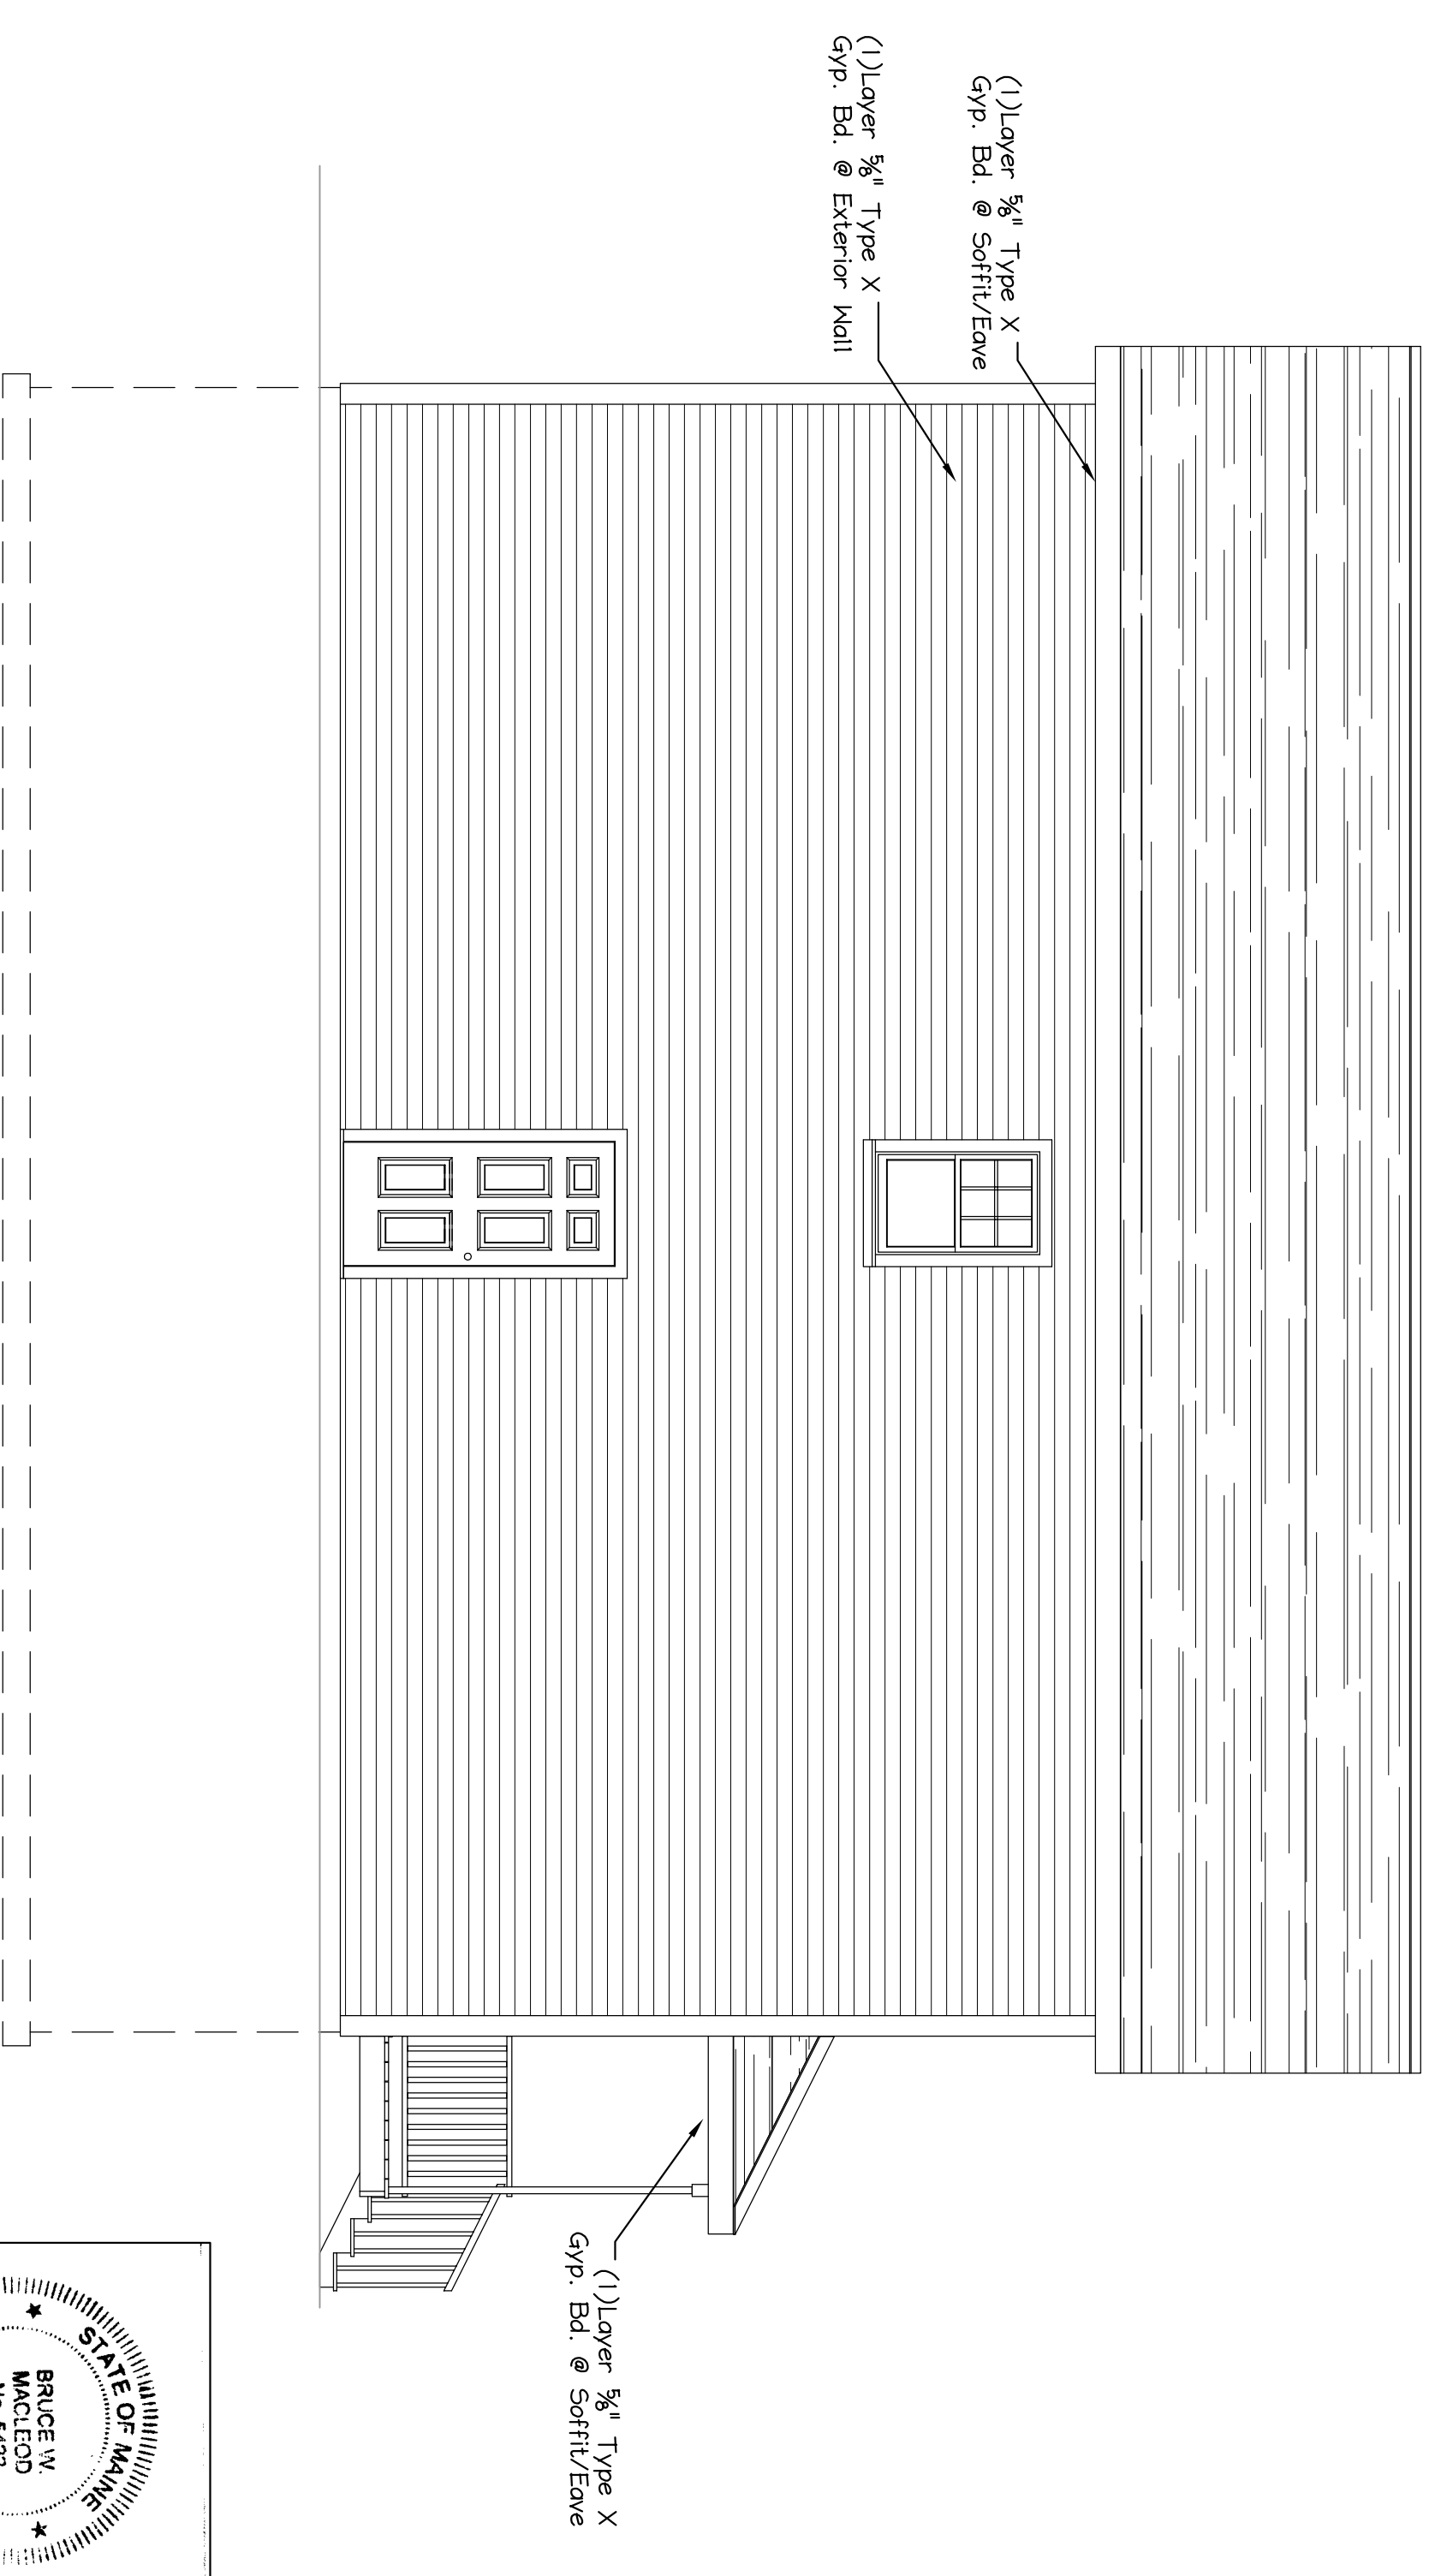 (1)Layer ⅝" Type X
Gyp. Bd. @ Soffit/Eave
(1)Layer ⅝" Type X
Gyp. Bd. @ Exterior Wall
(1)Layer ⅝" Type X
Gyp. Bd. @ Soffit/Eave
STATE OF MAINE
BRUCE W.
MACLEOD